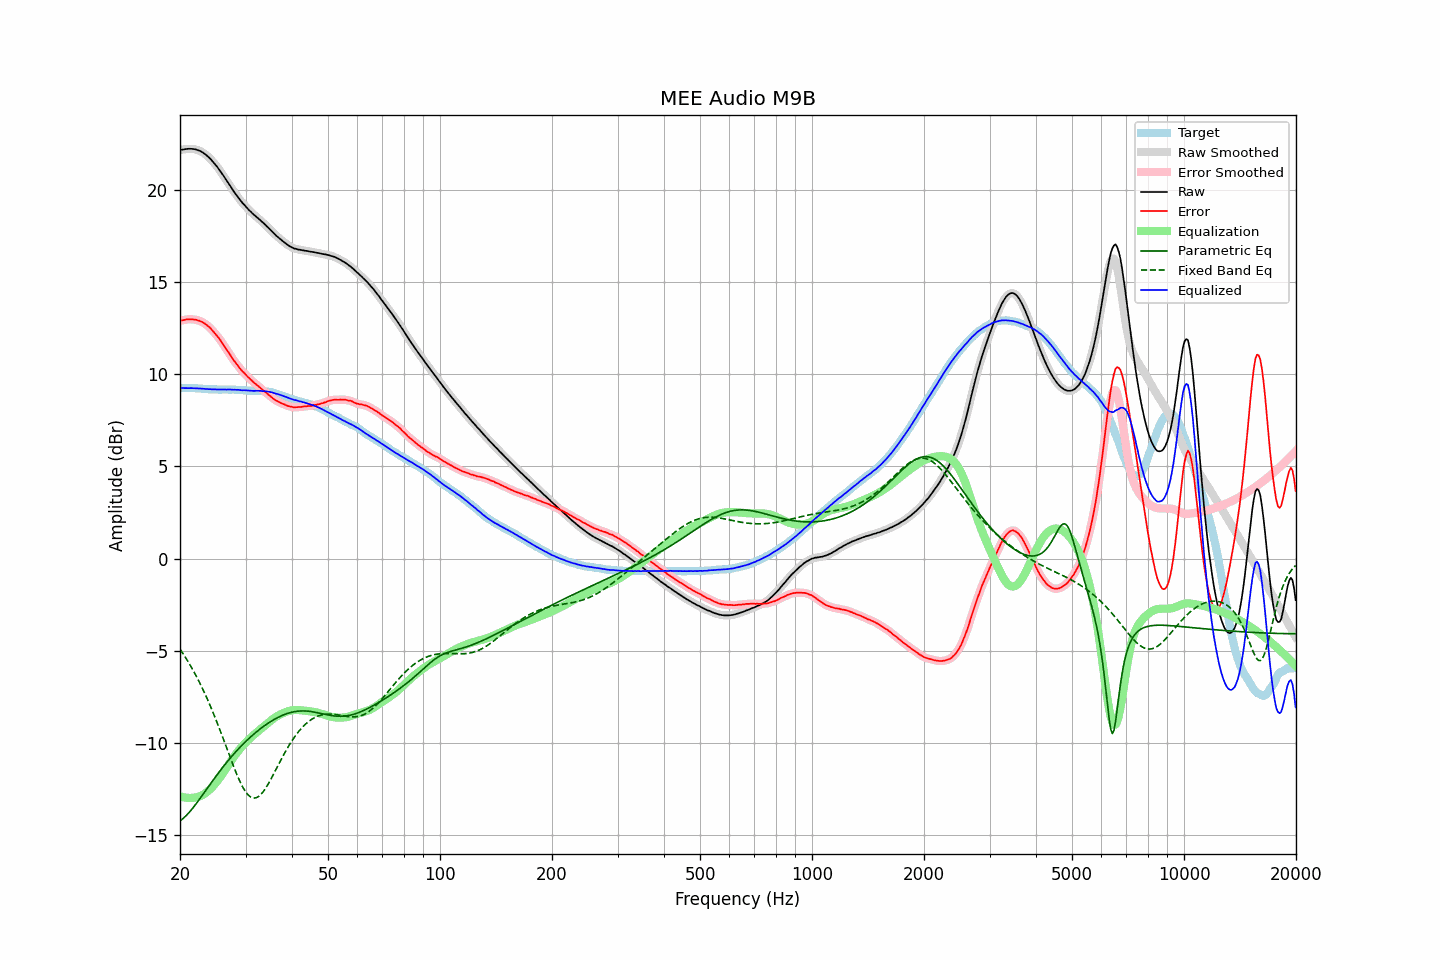 MEE Audio M9B
Amplitude (dBr)
20
15
10
5
0
−5
−10
−15
Target
Raw Smoothed
Error Smoothed
Raw
Error
Equalization
Parametric Eq
Fixed Band Eq
Equalized
20 50 100 200 500 1000 2000 5000 10000 20000
Frequency (Hz)